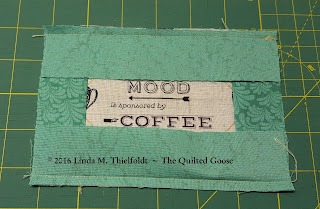 MOOD
is sponsored by
COFFEE
© 2016 Linda M. Thielfoldt ~ The Quilted Goose